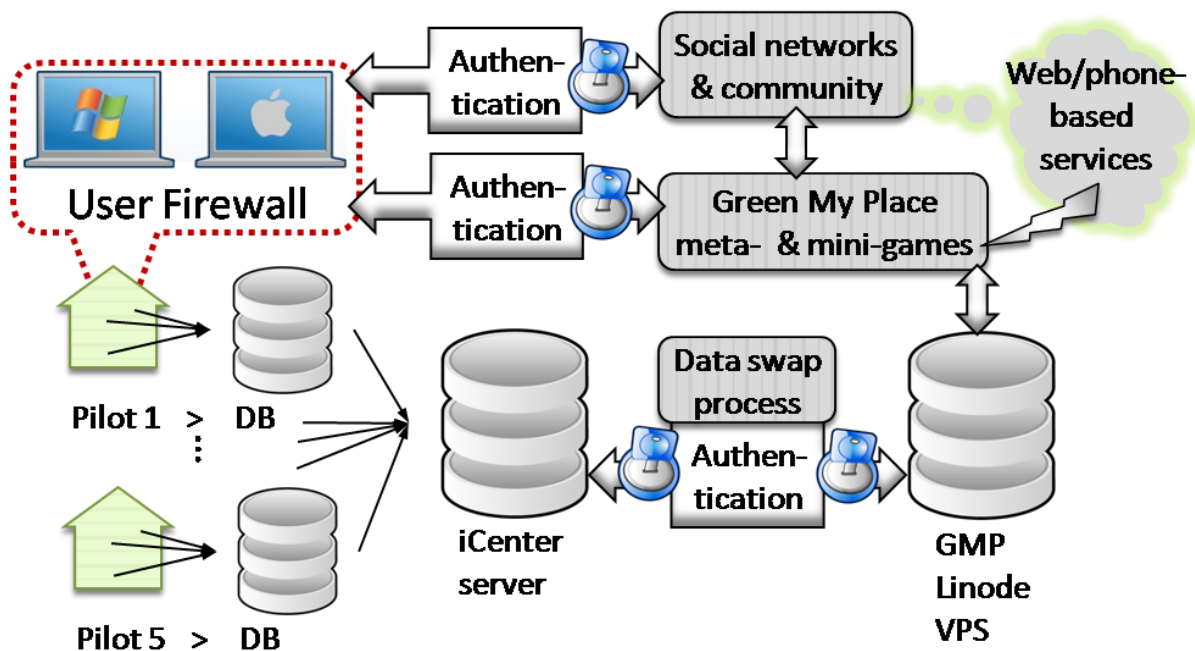 Authen-
tication
Social networks
& community
Web/phone-
based
services
User Firewall
Authen-
tication
Green My Place
meta-  & mini-games
Pilot 1  >  DB
...
Data swap
process
Authen-
tication
iCenter
server
GMP
Linode
VPS
Pilot 5  >  DB